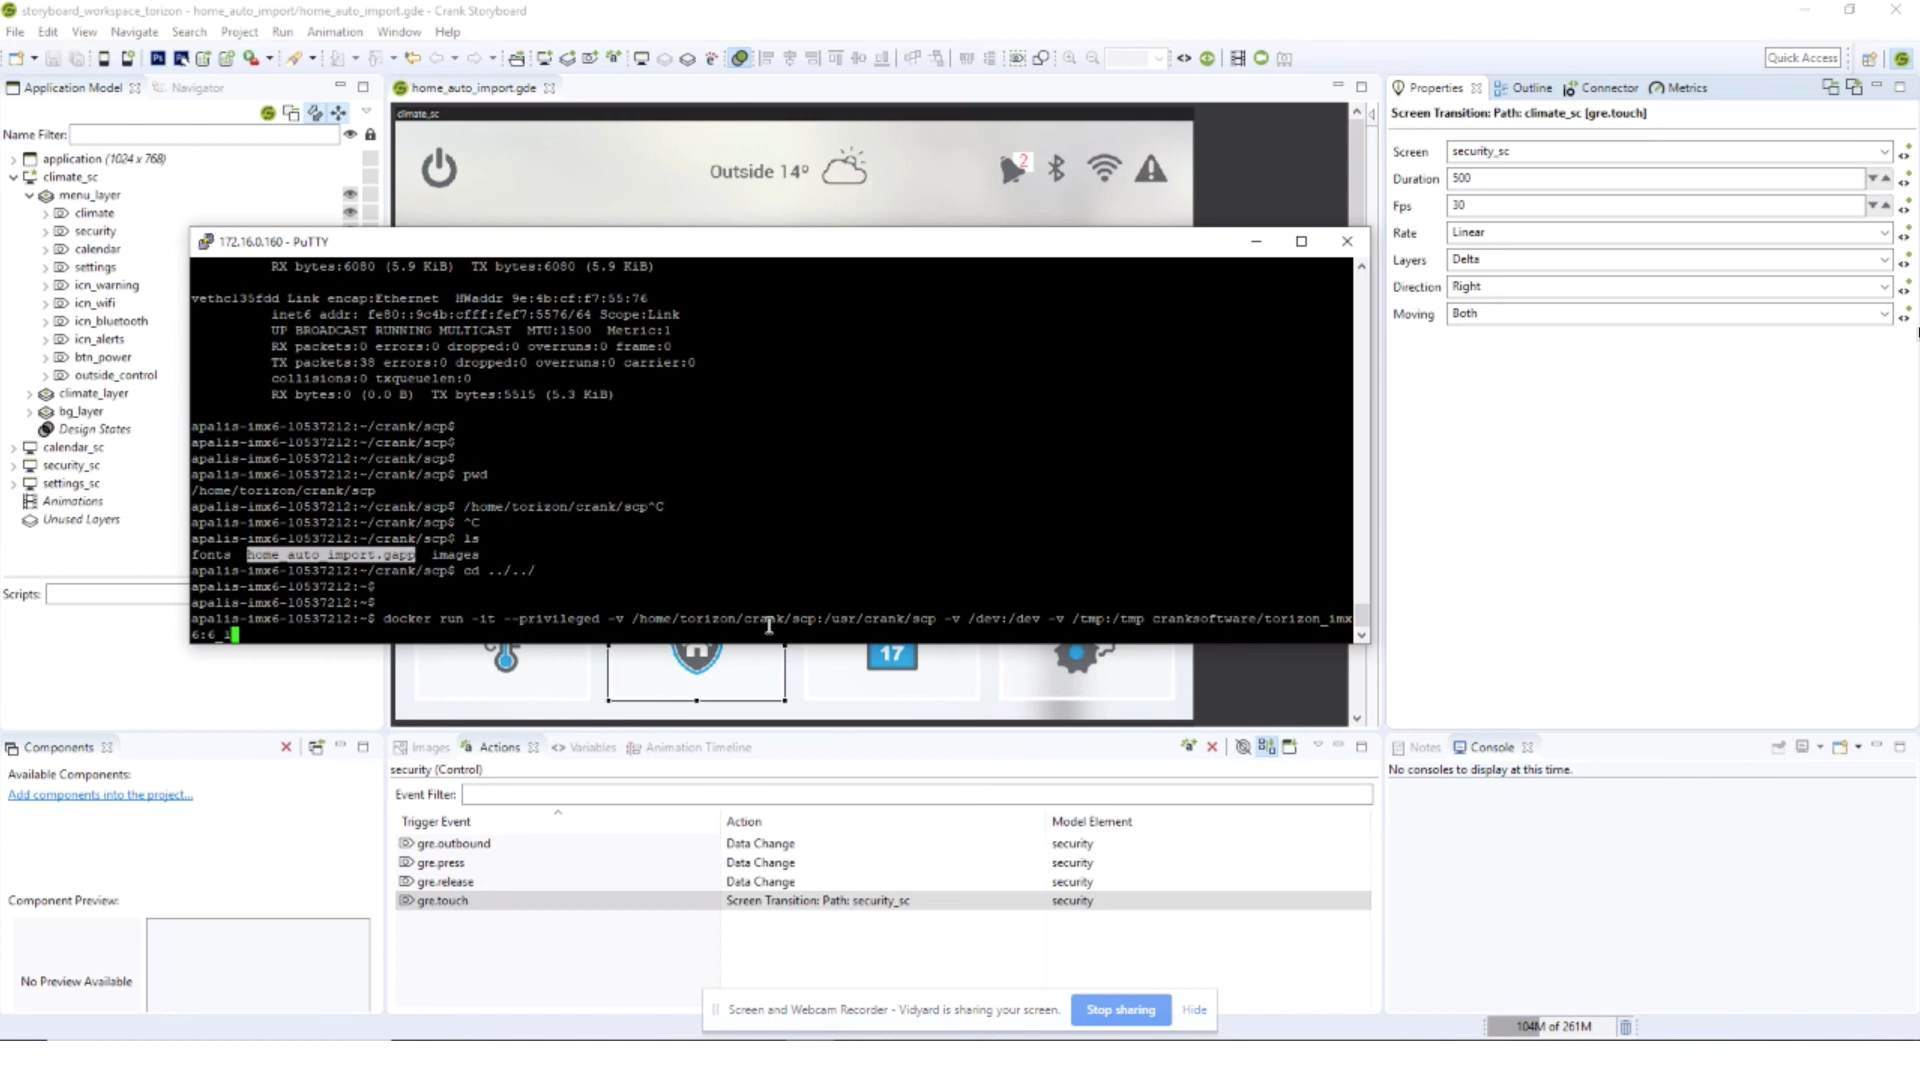 storyboard_workspace_torizon - home_auto_import/home_auto_import.gde - Crank Storyboard
File Edit View Navigate Search Project Run Animation Window Help
Quick Access
Application Model
Navigator
Name Filter:
application (1024 x 768)
climate_sc
menu_layer
climate
security
calendar
settings
icn_warning
icn_wifi
icn_bluetooth
icn_alerts
btn_power
outside_control
climate_layer
bg_layer
Design States
calendar_sc
security_sc
settings_sc
Animations
Unused Layers
Scripts:
home_auto_import.gde
climate_sc
Outside 14°
2
172.16.0.160 - PuTTY
RX bytes:6080 (5.9 KiB) TX bytes:6080 (5.9 KiB)
vethc135fdd Link encap:Ethernet HWaddr 9e:4b:cf:f7:55:76
inet6 addr: fe80::9c4b:cfff:fef7:5576/64 Scope:Link
UP BROADCAST RUNNING MULTICAST MTU:1500 Metric:1
RX packets:0 errors:0 dropped:0 overruns:0 frame:0
TX packets:38 errors:0 dropped:0 overruns:0 carrier:0
collisions:0 txqueuelen:0
RX bytes:0 (0.0 B) TX bytes:5515 (5.3 KiB)
apalis-imx6-10537212:~/crank/scp$
apalis-imx6-10537212:~/crank/scp$
apalis-imx6-10537212:~/crank/scp$
apalis-imx6-10537212:~/crank/scp$ pwd
/home/torizon/crank/scp
apalis-imx6-10537212:~/crank/scp$ /home/torizon/crank/scp^C
apalis-imx6-10537212:~/crank/scp$ ^C
apalis-imx6-10537212:~/crank/scp$ ls
fonts home_auto_import.gapp images
apalis-imx6-10537212:~/crank/scp$ cd ../../
apalis-imx6-10537212:~$
apalis-imx6-10537212:~$
apalis-imx6-10537212:~$ docker run -it --privileged -v /home/torizon/crank/scp:/usr/crank/scp -v /dev:/dev -v /tmp:/tmp cranksoftware/torizon_imx
6:6_1
17
Properties
Outline
Connector
Metrics
Screen Transition: Path: climate_sc [gre.touch]
Screen security_sc
Duration 500
Fps 30
Rate Linear
Layers Delta
Direction Right
Moving Both
Components
Available Components:
Add components into the project...
Component Preview:
No Preview Available
Images
Actions
Variables
Animation Timeline
security (Control)
Event Filter:
Trigger Event Action Model Element
gre.outbound Data Change security
gre.press Data Change security
gre.release Data Change security
gre.touch Screen Transition: Path: security_sc security
Notes
Console
No consoles to display at this time.
Screen and Webcam Recorder - Vidyard is sharing your screen. Stop sharing Hide
104M of 261M